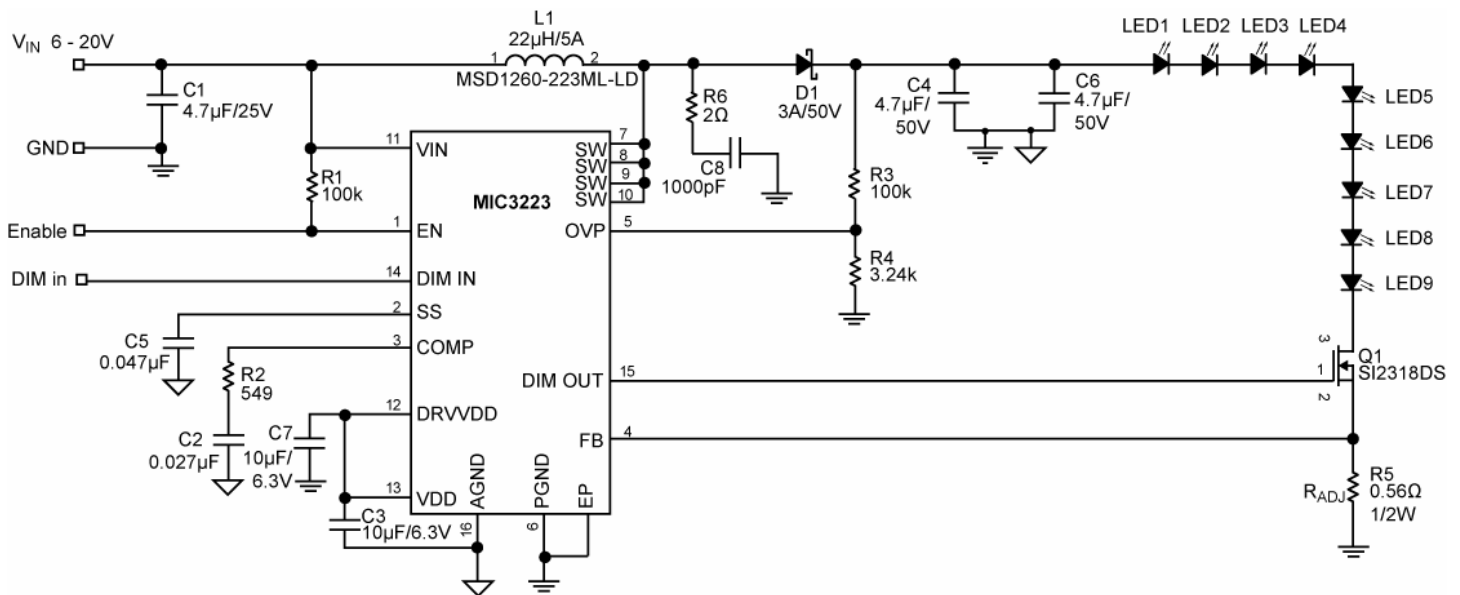 L1
22µH/5A
1
2
MSD1260-223ML-LD
VIN 6 - 20V
C1
4.7µF/25V
GND
R1
100k
Enable
DIM in
R6
2Ω
C8
1000pF
D1
3A/50V
C4
4.7µF/
50V
C6
4.7µF/
50V
LED1
LED2
LED3
LED4
LED5
LED6
LED7
LED8
LED9
R3
100k
R4
3.24k
MIC3223
11
VIN
1
EN
14
DIM IN
2
SS
3
COMP
12
DRVVDD
13
VDD
16
AGND
6
PGND
EP
7
SW
8
SW
9
SW
10
SW
5
OVP
15
DIM OUT
4
FB
C5
0.047µF
R2
549
C2
0.027µF
C7
10µF/
6.3V
C3
10µF/6.3V
3
1
2
Q1
SI2318DS
RADJ
R5
0.56Ω
1/2W